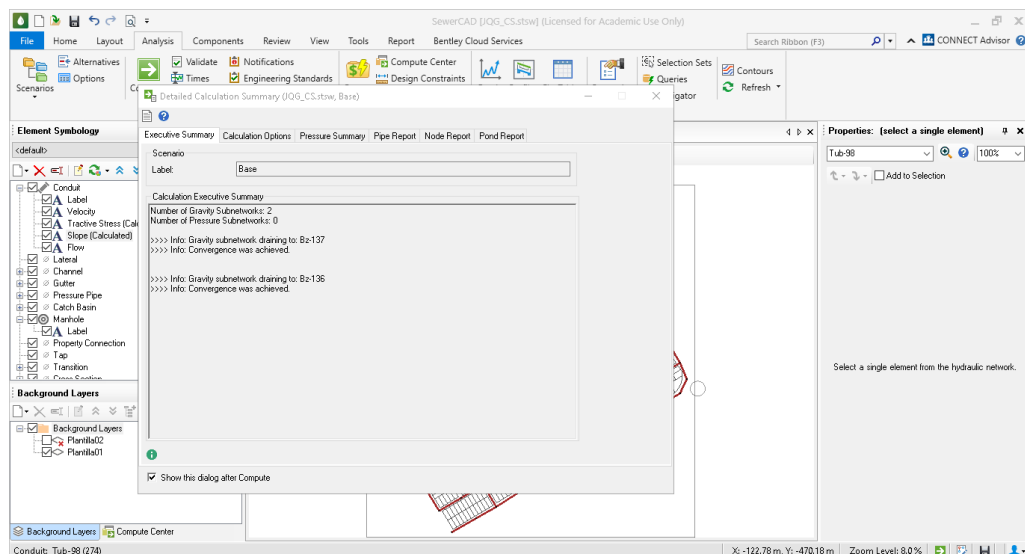 SewerCAD [JQG_CS.stsw] (Licensed for Academic Use Only)
File Home Layout Analysis Components Review View Tools Report Bentley Cloud Services
Search Ribbon (F3)
CONNECT Advisor
Scenarios
Alternatives
Options
Validate
Times
Notifications
Engineering Standards
Compute Center
Design Constraints
Selection Sets
Queries
gator
Contours
Refresh
Detailed Calculation Summary (JQG_CS.stsw, Base)
Executive Summary Calculation Options Pressure Summary Pipe Report Node Report Pond Report
Scenario
Label: Base
Calculation Executive Summary
Number of Gravity Subnetworks: 2
Number of Pressure Subnetworks: 0
>>>> Info: Gravity subnetwork draining to: Bz-137
>>>> Info: Convergence was achieved.
>>>> Info: Gravity subnetwork draining to: Bz-136
>>>> Info: Convergence was achieved.
Show this dialog after Compute
Element Symbology
<default>
Conduit
Label
Velocity
Tractive Stress (Cal
Slope (Calculated)
Flow
Lateral
Channel
Gutter
Pressure Pipe
Catch Basin
Manhole
Label
Property Connection
Tap
Transition
Cross Section
Background Layers
Background Layers
Plantilla02
Plantilla01
Background Layers Compute Center
Properties: (select a single element)
Tub-98
100%
Add to Selection
Select a single element from the hydraulic network.
Conduit: Tub-98 (274)
X: -122.78 m, Y: -470.18 m Zoom Level: 8.0 %